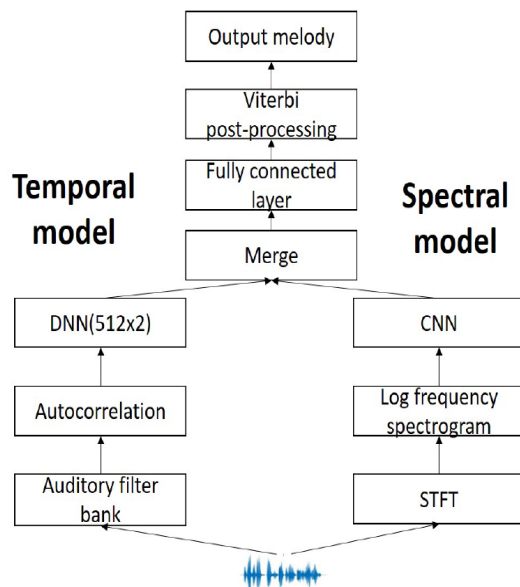 Output melody
Viterbi
post-processing
Fully connected
layer
Merge
Temporal
model
Spectral
model
DNN(512x2)
Autocorrelation
Auditory filter
bank
CNN
Log frequency
spectrogram
STFT